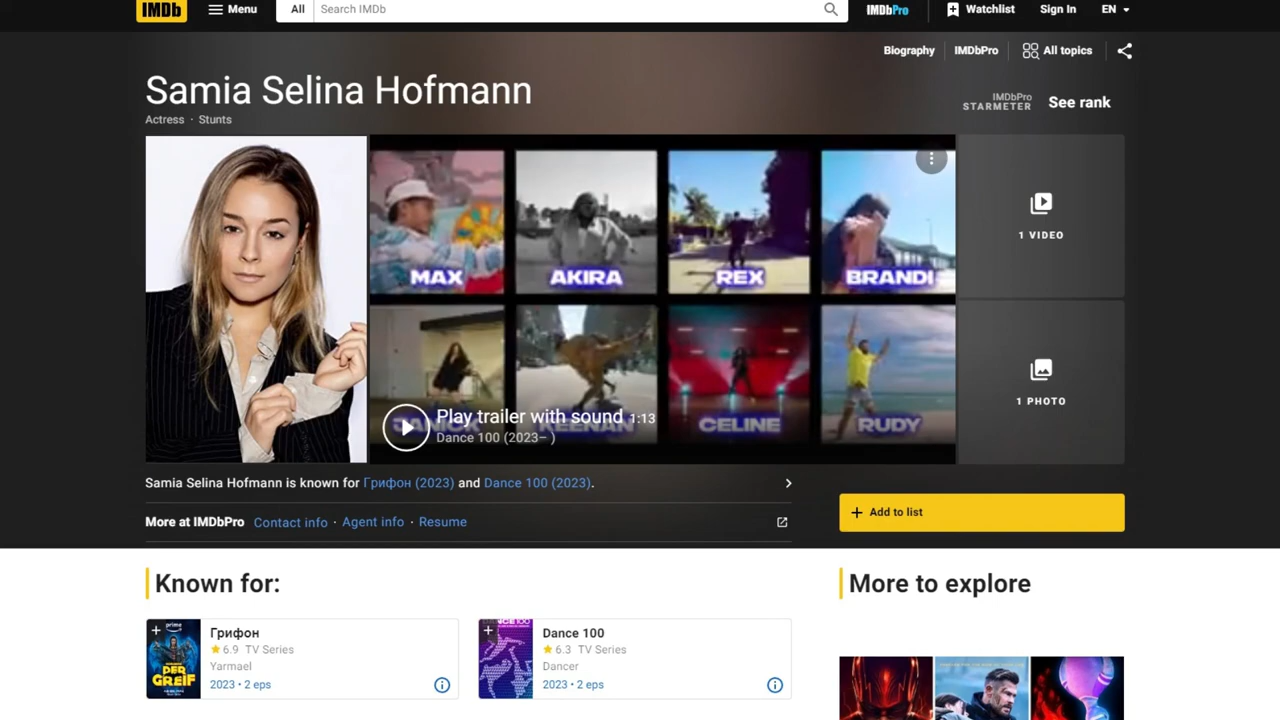 IMDb Menu All Search IMDb IMDbPro Watchlist Sign In EN
Biography IMDbPro All topics
Samia Selina Hofmann
Actress · Stunts
IMDbPro
STARMETER See rank
MAX AKIRA REX BRANDI
1 VIDEO
CELINE RUDY
Play trailer with sound 1:13
Dance 100 (2023– )
1 PHOTO
Samia Selina Hofmann is known for Грифон (2023) and Dance 100 (2023).
More at IMDbPro Contact info · Agent info · Resume
+ Add to list
Known for:
More to explore
prime
DER
GREIF
Грифон
6.9 TV Series
Yarmael
2023 • 2 eps
Dance 100
6.3 TV Series
Dancer
2023 • 2 eps